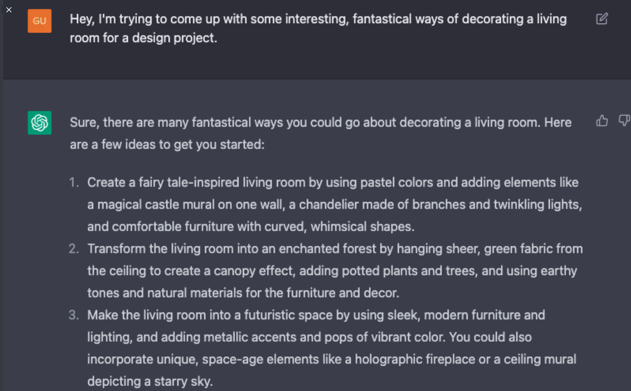 GU
Hey, I'm trying to come up with some interesting, fantastical ways of decorating a living
room for a design project.
Sure, there are many fantastical ways you could go about decorating a living room. Here
are a few ideas to get you started:
1. Create a fairy tale-inspired living room by using pastel colors and adding elements like
a magical castle mural on one wall, a chandelier made of branches and twinkling lights,
and comfortable furniture with curved, whimsical shapes.
2. Transform the living room into an enchanted forest by hanging sheer, green fabric from
the ceiling to create a canopy effect, adding potted plants and trees, and using earthy
tones and natural materials for the furniture and decor.
3. Make the living room into a futuristic space by using sleek, modern furniture and
lighting, and adding metallic accents and pops of vibrant color. You could also
incorporate unique, space-age elements like a holographic fireplace or a ceiling mural
depicting a starry sky.